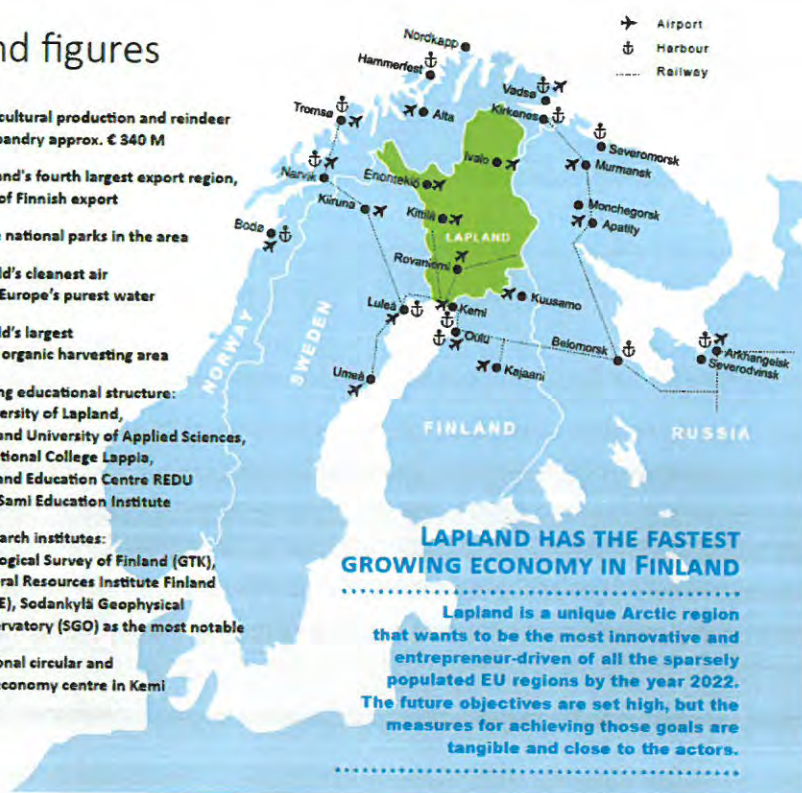 nd figures
cultural production and reindeer
bandry approx. € 340 M
and's fourth largest export region,
of Finnish export
national parks in the area
ld's cleanest air
Europe's purest water
ld's largest
organic harvesting area
ng educational structure:
ersity of Lapland,
and University of Applied Sciences,
tional College Lappia,
and Education Centre REDU
Sami Education Institute
arch institutes:
ogical Survey of Finland (GTK),
ral Resources Institute Finland
E), Sodankylä Geophysical
ervatory (SGO) as the most notable
onal circular and
economy centre in Kemi
Airport
Harbour
Railway
Nordkapp
Hammerfest
Vadsø
Tromsø
Alta
Kirkenes
Severomorsk
Ivalo
Murmansk
Narvik
Enontekiö
Kiiruna
Kittilä
Monchegorsk
Apatity
Bodø
LAPLAND
Rovaniemi
Kuusamo
Luleå
Kemi
Oulu
Belomorsk
Arkhangelsk
Severodvinsk
Umeå
Kajaani
NORWAY
SWEDEN
FINLAND
RUSSIA
LAPLAND HAS THE FASTEST
GROWING ECONOMY IN FINLAND
Lapland is a unique Arctic region
that wants to be the most innovative and
entrepreneur-driven of all the sparsely
populated EU regions by the year 2022.
The future objectives are set high, but the
measures for achieving those goals are
tangible and close to the actors.